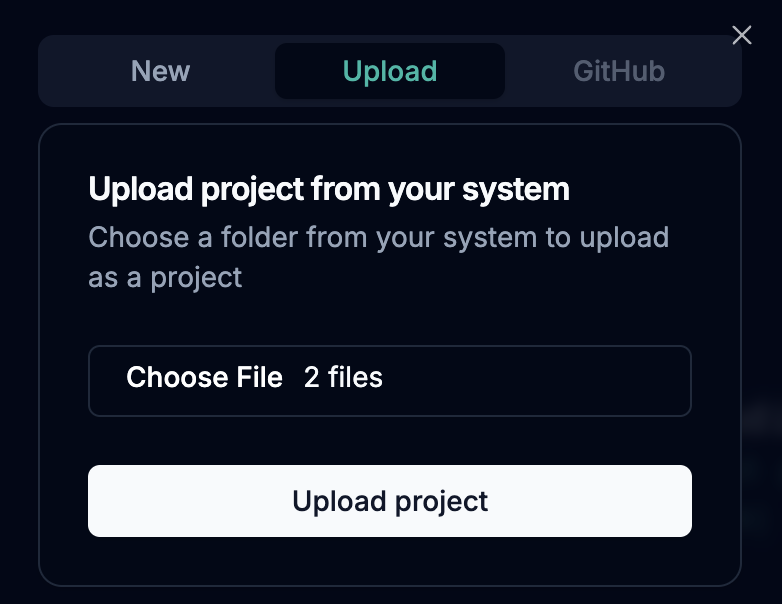 New Upload GitHub
Upload project from your system
Choose a folder from your system to upload
as a project
Choose File 2 files
Upload project